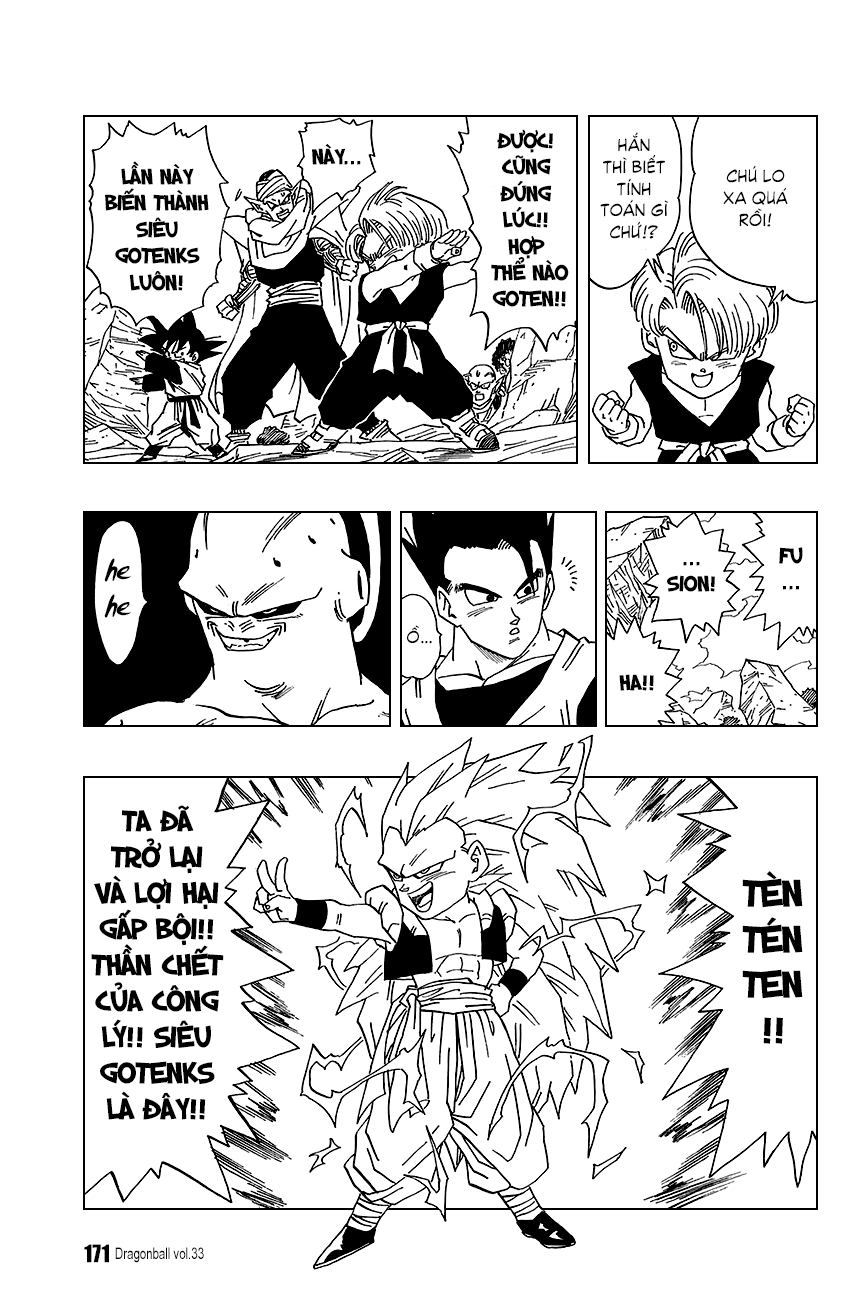 CHÚ LO
XA QUÁ
RỒI!
HẮN
THÌ BIẾT
TÍNH
TOÁN GÌ
CHỨ!?
ĐƯỢC!
CŨNG
ĐÚNG
LÚC!!
HỢP
THỂ NÀO
GOTEN!!
NÀY...
LẦN NÀY
BIẾN THÀNH
SIÊU
GOTENKS
LUÔN!
FU
...
...
SION!
HA!!
Ồ...
he
he
TÈN
TÉN
TEN
!!
TA ĐÃ
TRỞ LẠI
VÀ LỢI HẠI
GẤP BỘI!!
THẦN CHẾT
CỦA CÔNG
LÝ!! SIÊU
GOTENKS
LÀ ĐÂY!!
171 Dragonball vol.33